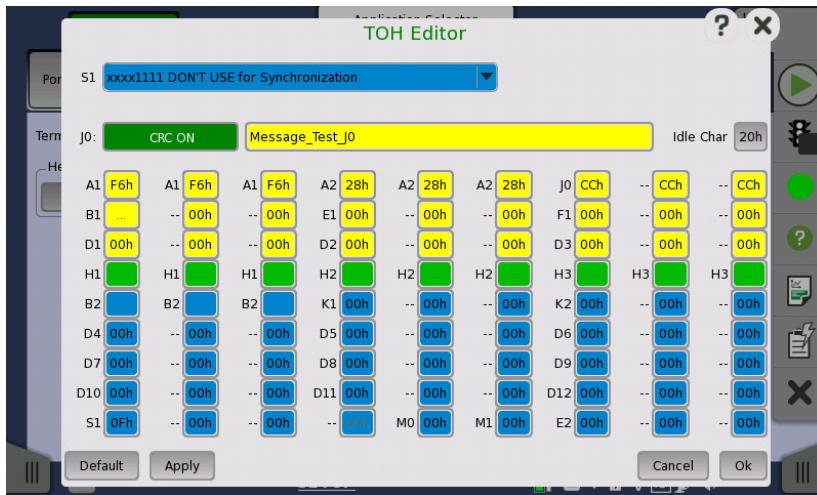 TOH Editor
? X
S1 xxxx1111 DON'T USE for Synchronization
Por
Term
J0: CRC ON Message_Test_J0 Idle Char 20h
He
A1 F6h A1 F6h A1 F6h A2 28h A2 28h A2 28h J0 CCh -- CCh -- CCh
B1 ... -- 00h -- 00h E1 00h -- 00h -- 00h F1 00h -- 00h -- 00h
D1 00h -- 00h -- 00h D2 00h -- 00h -- 00h D3 00h -- 00h -- 00h
H1 H1 H1 H2 H2 H2 H3 H3 H3
B2 B2 B2 K1 00h -- 00h -- 00h K2 00h -- 00h -- 00h
D4 00h -- 00h -- 00h D5 00h -- 00h -- 00h D6 00h -- 00h -- 00h
D7 00h -- 00h -- 00h D8 00h -- 00h -- 00h D9 00h -- 00h -- 00h
D10 00h -- 00h -- 00h D11 00h -- 00h -- 00h D12 00h -- 00h -- 00h
S1 0Fh -- 00h -- 00h -- 00h M0 00h M1 00h E2 00h -- 00h -- 00h
Default Apply Cancel Ok